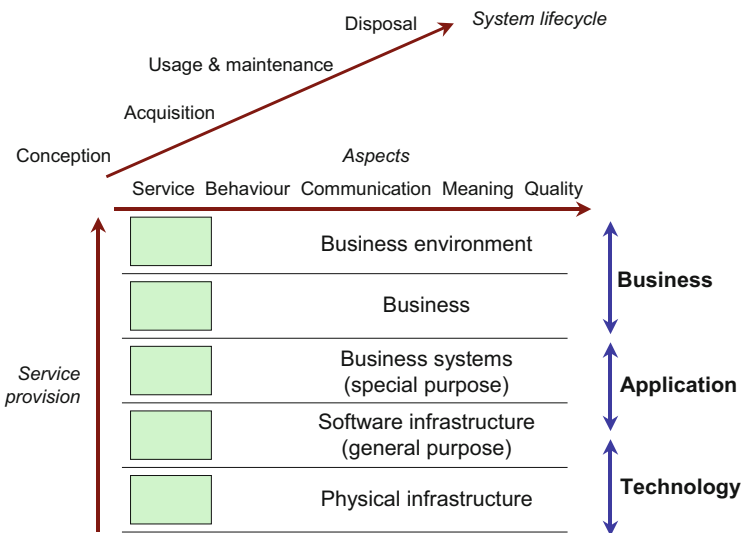 Disposal
System lifecycle
Usage & maintenance
Acquisition
Conception
Aspects
Service Behaviour Communication Meaning Quality
Business environment
Business
Business
Business systems
(special purpose)
Application
Service
provision
Software infrastructure
(general purpose)
Technology
Physical infrastructure